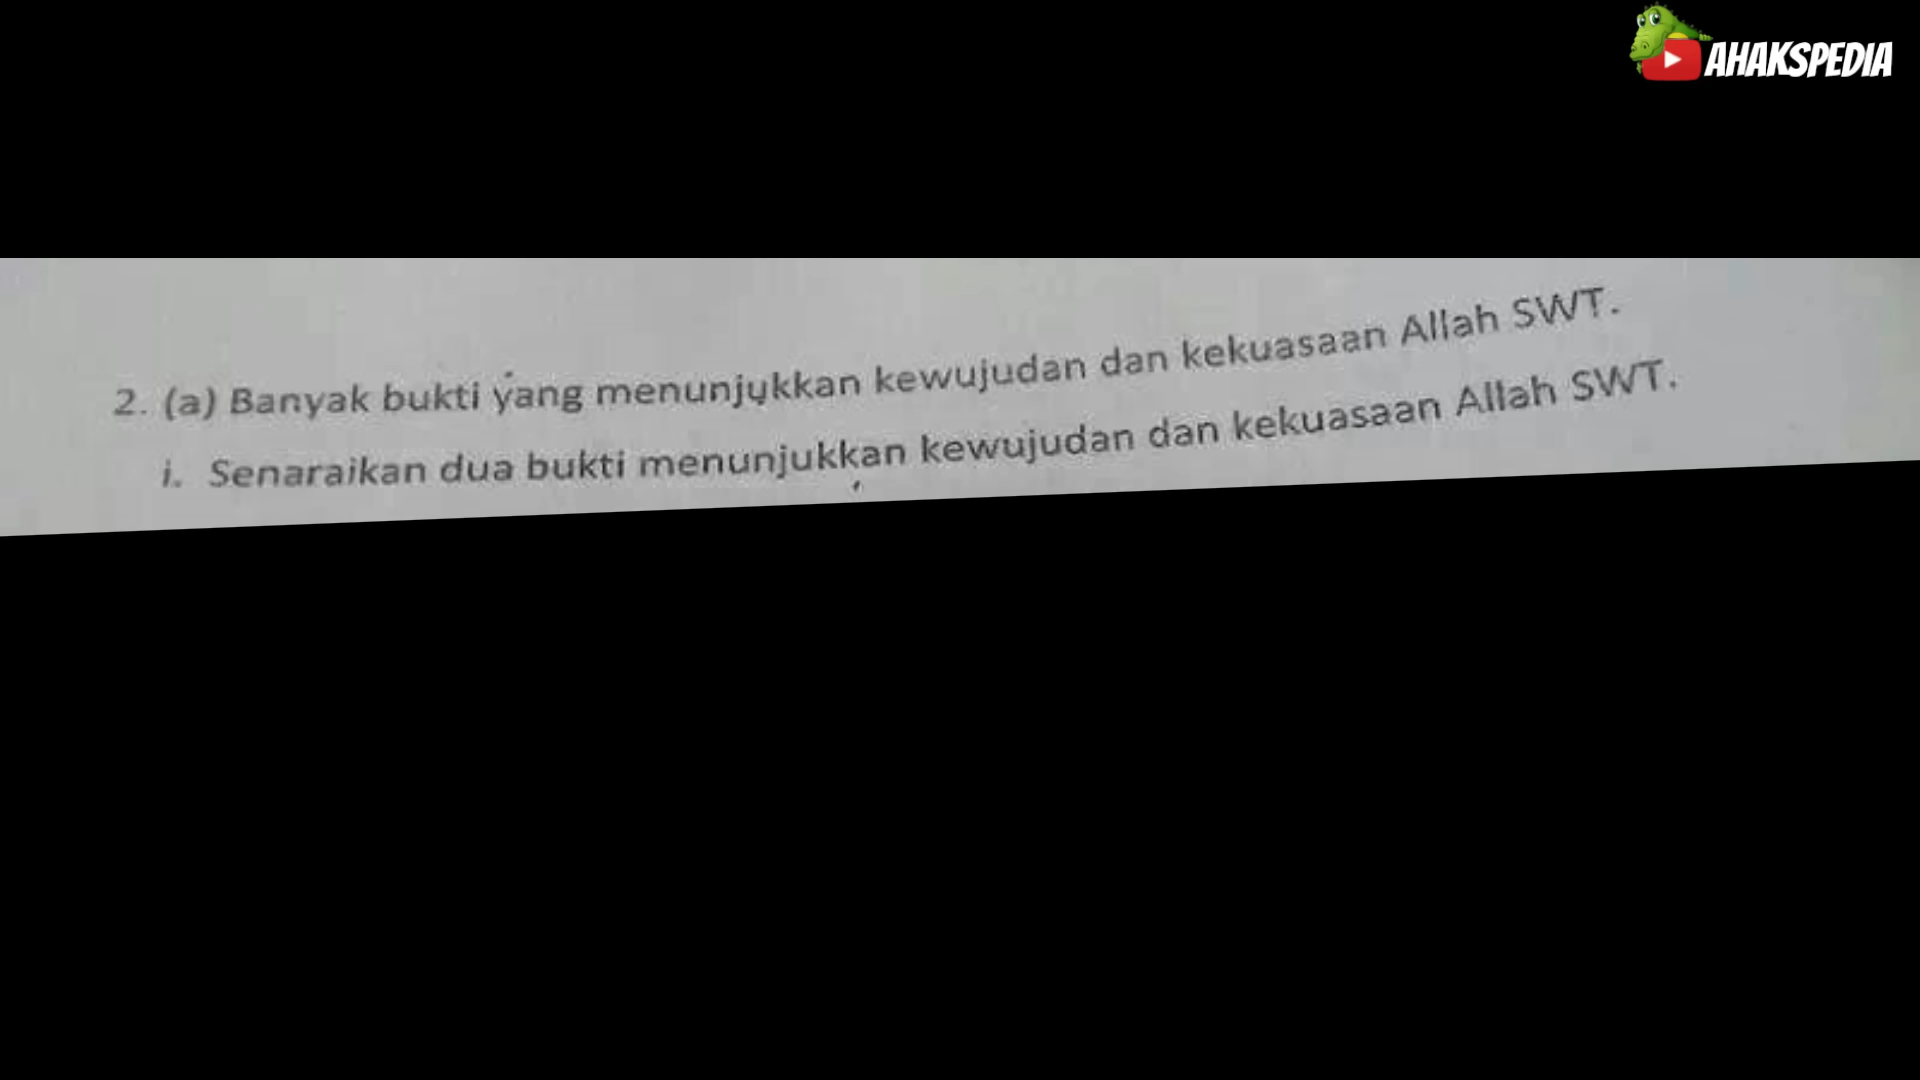 AHAKSPEDIA
2. (a) Banyak bukti yang menunjukkan kewujudan dan kekuasaan Allah SWT.
i. Senaraikan dua bukti menunjukkan kewujudan dan kekuasaan Allah SWT.